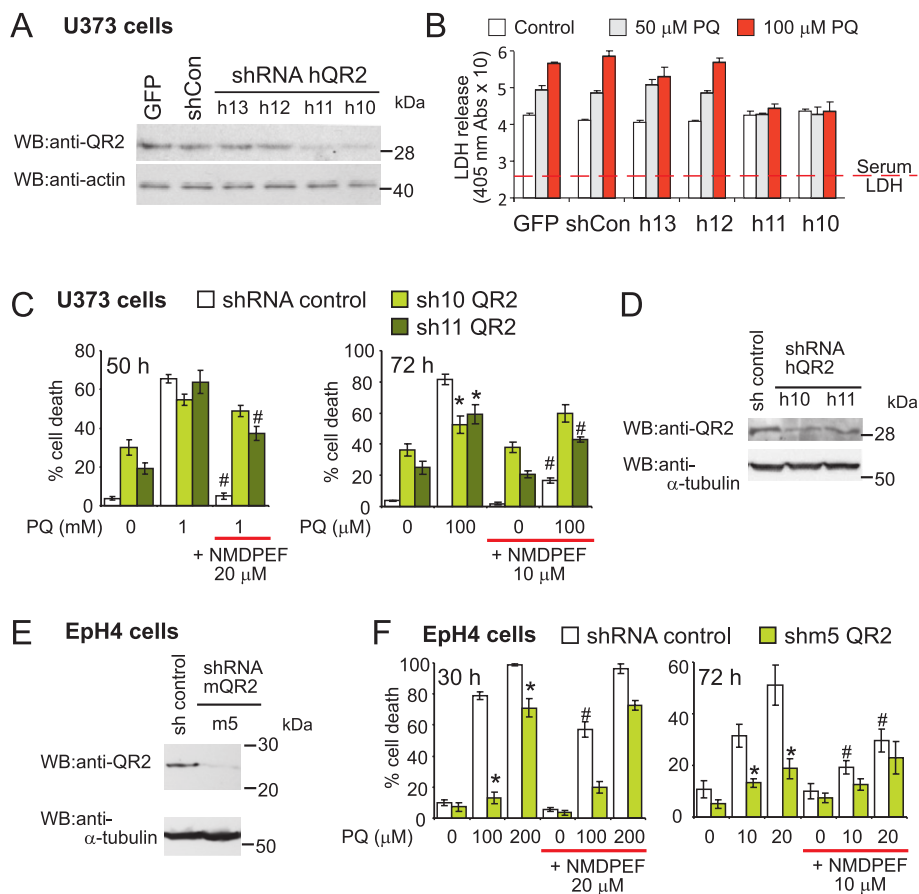 A U373 cells
GFP
shCon
shRNA hQR2
h13 h12 h11 h10 kDa
WB:anti-QR2
28
WB:anti-actin
40
B
Control 50 μM PQ 100 μM PQ
LDH release
(405 nm Abs x 10)
6
5
4
3
2
Serum
LDH
GFP shCon h13 h12 h11 h10
C U373 cells
shRNA control sh10 QR2
sh11 QR2
% cell death
80
60
40
20
0
50 h
#
#
PQ (mM) 0 1 1
+ NMDPEF
20 μM
% cell death
100
80
60
40
20
0
72 h
* *
#
#
PQ (μM) 0 100 0 100
+ NMDPEF
10 μM
D
sh control
shRNA
hQR2
h10 h11
kDa
WB:anti-QR2
28
WB:anti-
α-tubulin
50
E EpH4 cells
sh control
shRNA
mQR2
m5
kDa
WB:anti-QR2
30
20
WB:anti-
α-tubulin
50
F EpH4 cells
shRNA control shm5 QR2
% cell death
100
80
60
40
20
0
30 h
*
*
#
PQ (μM) 0 100 200 0 100 200
+ NMDPEF
20 μM
60
40
20
0
72 h
*
*
#
#
0 10 20 0 10 20
+ NMDPEF
10 μM